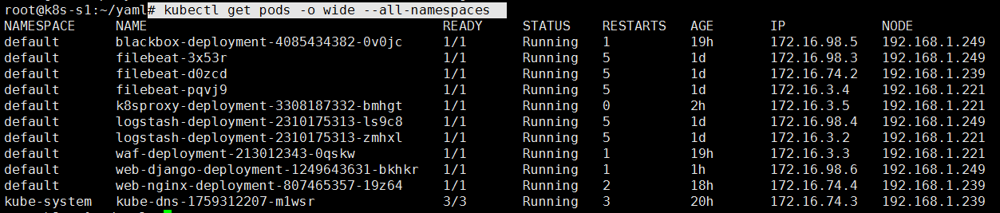 root@k8s-s1:~/yaml# kubectl get pods -o wide --all-namespaces
NAMESPACE NAME READY STATUS RESTARTS AGE IP NODE
default blackbox-deployment-4085434382-0v0jc 1/1 Running 1 19h 172.16.98.5 192.168.1.249
default filebeat-3x53r 1/1 Running 5 1d 172.16.98.3 192.168.1.249
default filebeat-d0zcd 1/1 Running 5 1d 172.16.74.2 192.168.1.239
default filebeat-pqvj9 1/1 Running 5 1d 172.16.3.4 192.168.1.221
default k8sproxy-deployment-3308187332-bmhgt 1/1 Running 0 2h 172.16.3.5 192.168.1.221
default logstash-deployment-2310175313-ls9c8 1/1 Running 5 1d 172.16.98.4 192.168.1.249
default logstash-deployment-2310175313-zmhxl 1/1 Running 5 1d 172.16.3.2 192.168.1.221
default waf-deployment-213012343-0qskw 1/1 Running 1 19h 172.16.3.3 192.168.1.221
default web-django-deployment-1249643631-bkhkr 1/1 Running 1 1h 172.16.98.6 192.168.1.249
default web-nginx-deployment-807465357-19z64 1/1 Running 2 18h 172.16.74.4 192.168.1.239
kube-system kube-dns-1759312207-m1wsr 3/3 Running 3 20h 172.16.74.3 192.168.1.239